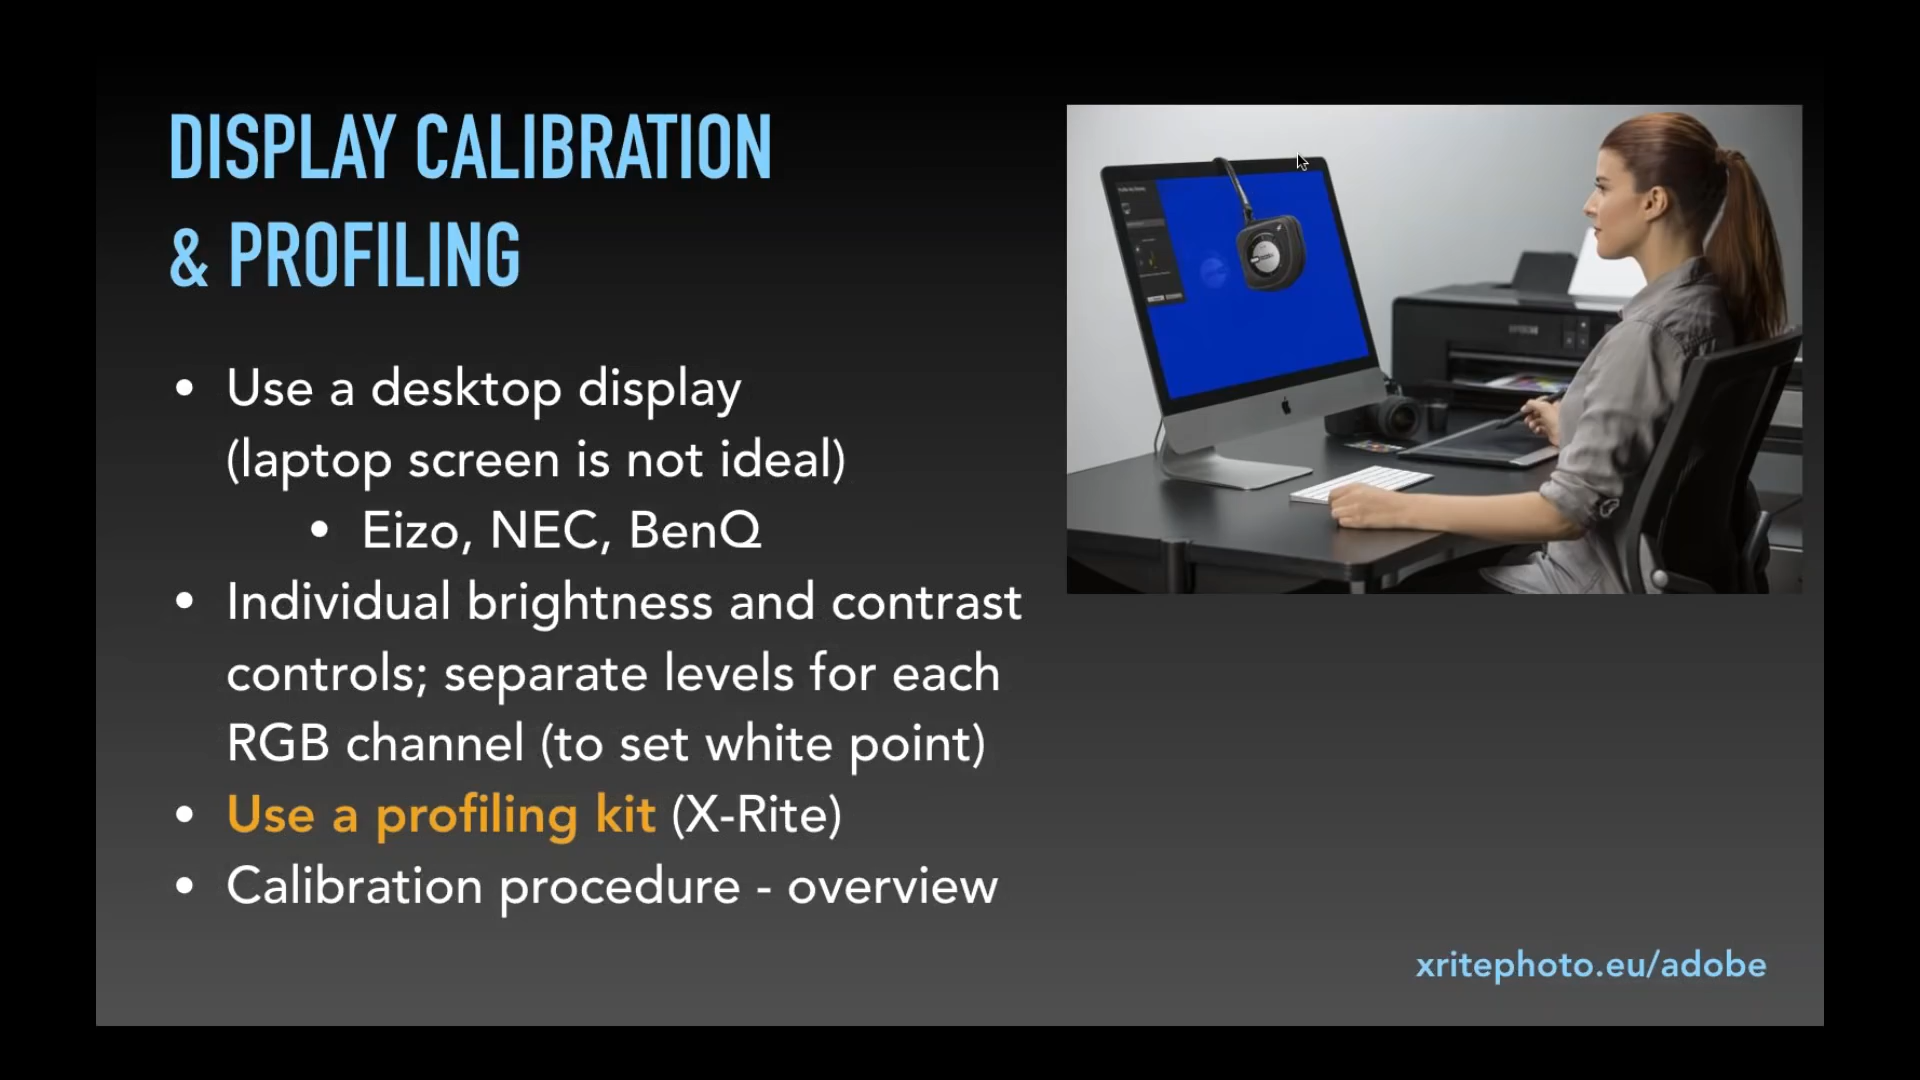 DISPLAY CALIBRATION
& PROFILING
• Use a desktop display
(laptop screen is not ideal)
• Eizo, NEC, BenQ
• Individual brightness and contrast
controls; separate levels for each
RGB channel (to set white point)
• Use a profiling kit (X-Rite)
• Calibration procedure - overview
EPSON
xritephoto.eu/adobe